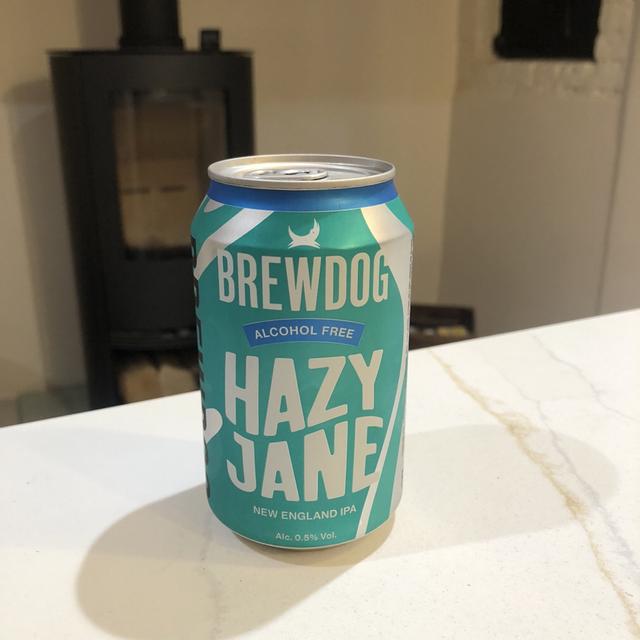 BREWDOG
ALCOHOL FREE
HAZY
JANE
NEW ENGLAND IPA
Alc. 0.5% Vol.